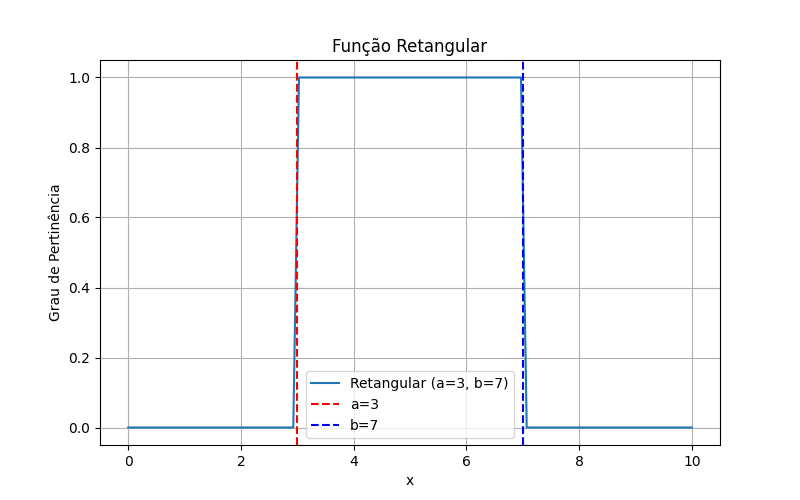 Função Retangular
Grau de Pertinência
1.0
0.8
0.6
0.4
0.2
0.0
Retangular (a=3, b=7)
a=3
b=7
0
2
4
6
8
10
x